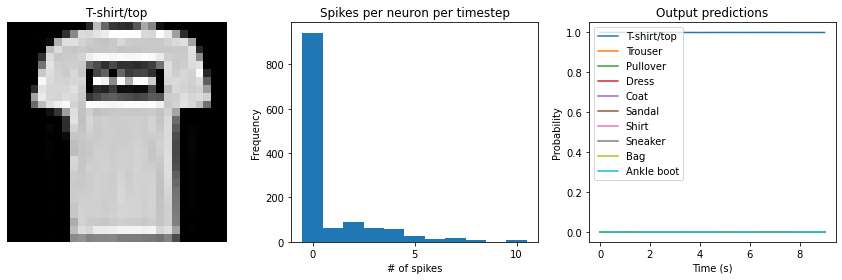 T-shirt/top
Spikes per neuron per timestep
Frequency
800
600
400
200
0
0
5
10
# of spikes
Output predictions
Probability
1.0
0.8
0.6
0.4
0.2
0.0
T-shirt/top
Trouser
Pullover
Dress
Coat
Sandal
Shirt
Sneaker
Bag
Ankle boot
0
2
4
6
8
Time (s)